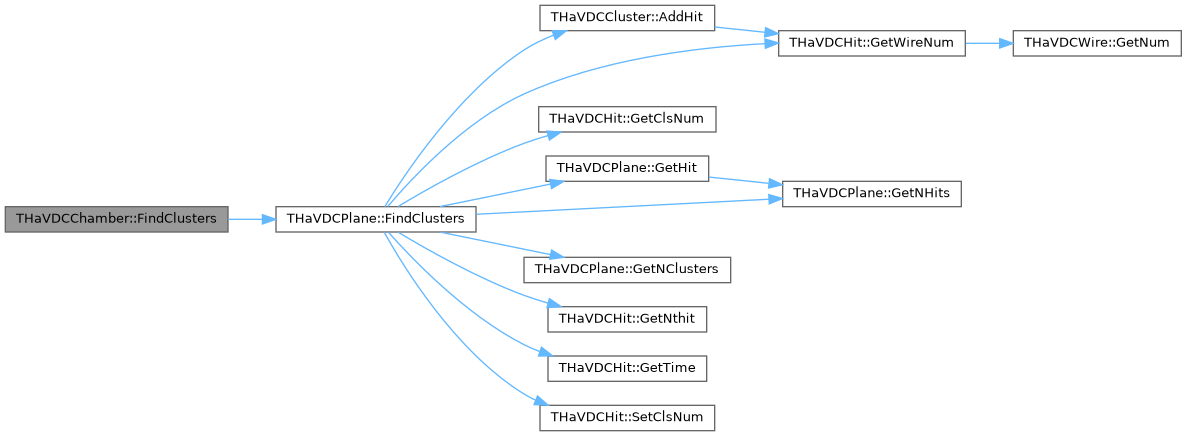 THaVDCChamber::FindClusters
THaVDCPlane::FindClusters
THaVDCCluster::AddHit
THaVDCHit::GetWireNum
THaVDCWire::GetNum
THaVDCHit::GetClsNum
THaVDCPlane::GetHit
THaVDCPlane::GetNHits
THaVDCPlane::GetNClusters
THaVDCHit::GetNthit
THaVDCHit::GetTime
THaVDCHit::SetClsNum